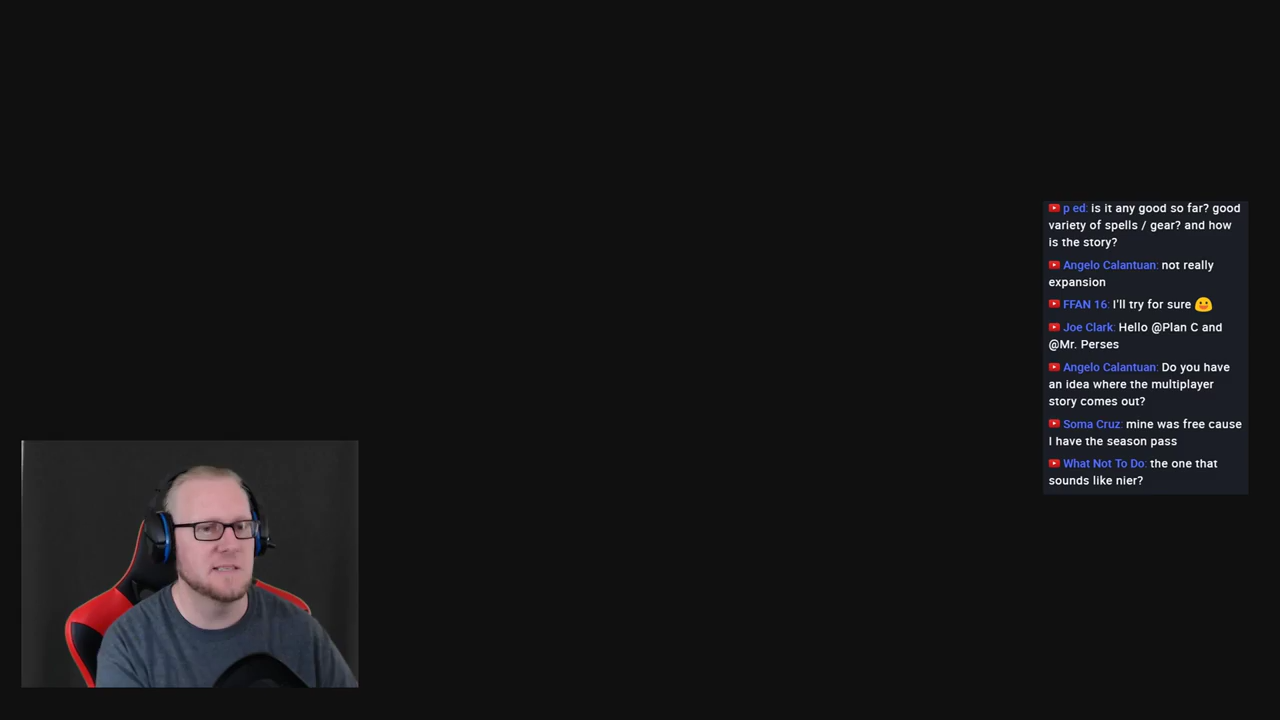 p ed: is it any good so far? good
variety of spells / gear? and how
is the story?
Angelo Calantuan: not really
expansion
FFAN 16: I'll try for sure
Joe Clark: Hello @Plan C and
@Mr. Perses
Angelo Calantuan: Do you have
an idea where the multiplayer
story comes out?
Soma Cruz: mine was free cause
I have the season pass
What Not To Do: the one that
sounds like nier?